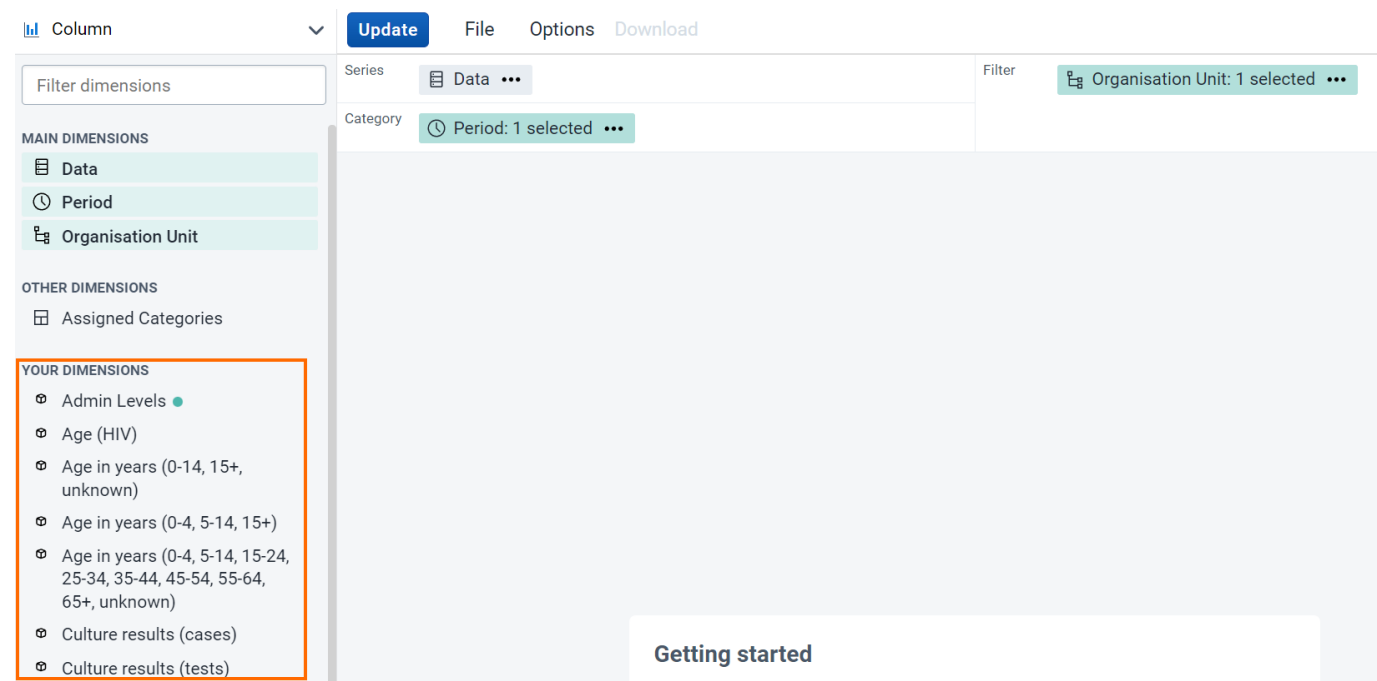 Column
Update File Options Download
Filter dimensions
MAIN DIMENSIONS
Data
Period
Organisation Unit
OTHER DIMENSIONS
Assigned Categories
YOUR DIMENSIONS
Admin Levels
Age (HIV)
Age in years (0-14, 15+,
unknown)
Age in years (0-4, 5-14, 15+)
Age in years (0-4, 5-14, 15-24,
25-34, 35-44, 45-54, 55-64,
65+, unknown)
Culture results (cases)
Culture results (tests)
Series
Data •••
Category
Period: 1 selected •••
Filter
Organisation Unit: 1 selected •••
Getting started